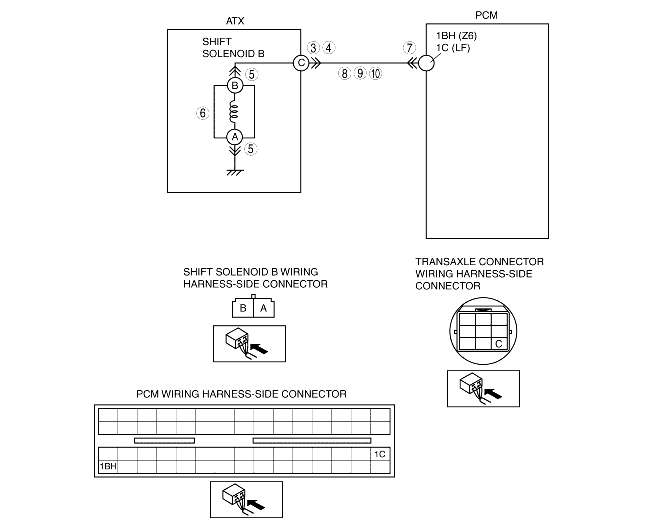 ATX
PCM
SHIFT
SOLENOID B
C
3 4
7
1BH (Z6)
1C (LF)
8 9 10
5
B
6
A
5
SHIFT SOLENOID B WIRING
HARNESS-SIDE CONNECTOR
B A
TRANSAXLE CONNECTOR
WIRING HARNESS-SIDE
CONNECTOR
C
PCM WIRING HARNESS-SIDE CONNECTOR
1C
1BH